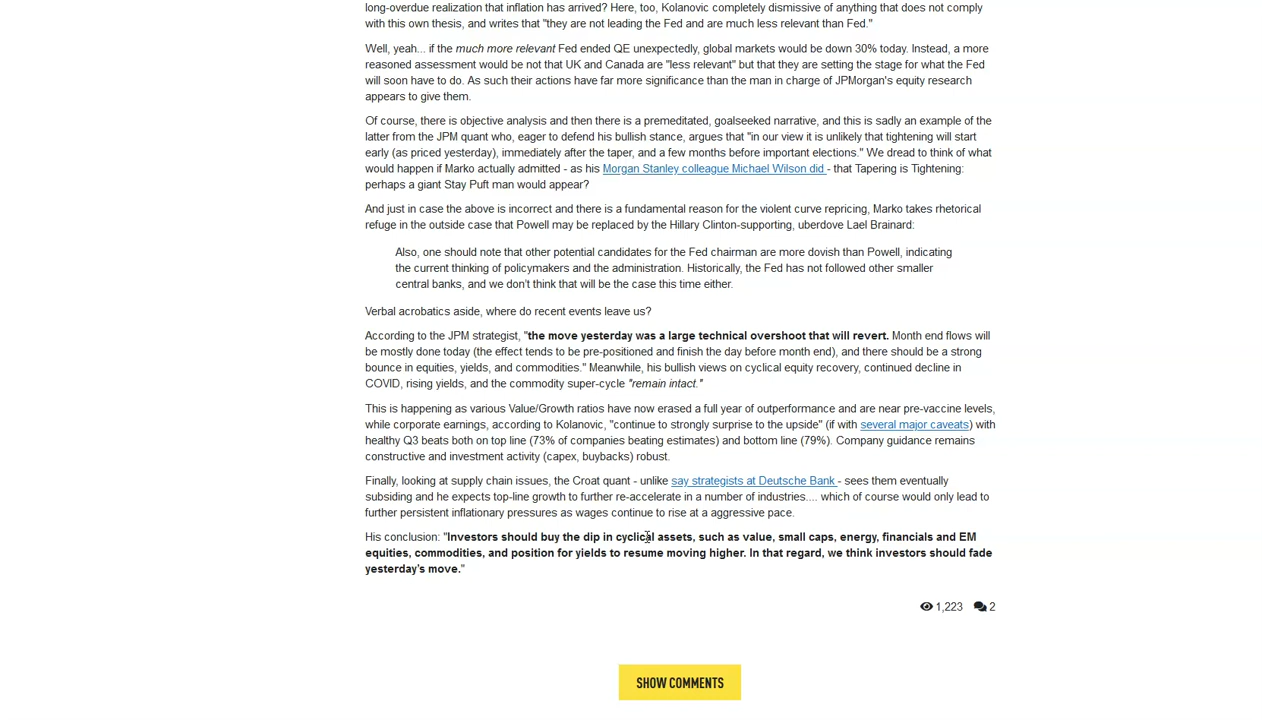 long-overdue realization that inflation has arrived? Here, too, Kolanovic completely dismissive of anything that does not comply
with this own thesis, and writes that "they are not leading the Fed and are much less relevant than Fed."
Well, yeah... if the much more relevant Fed ended QE unexpectedly, global markets would be down 30% today. Instead, a more
reasoned assessment would be not that UK and Canada are "less relevant" but that they are setting the stage for what the Fed
will soon have to do. As such their actions have far more significance than the man in charge of JPMorgan's equity research
appears to give them.
Of course, there is objective analysis and then there is a premeditated, goalseeked narrative, and this is sadly an example of the
latter from the JPM quant who, eager to defend his bullish stance, argues that "in our view it is unlikely that tightening will start
early (as priced yesterday), immediately after the taper, and a few months before important elections." We dread to think of what
would happen if Marko actually admitted - as his Morgan Stanley colleague Michael Wilson did - that Tapering is Tightening:
perhaps a giant Stay Puft man would appear?
And just in case the above is incorrect and there is a fundamental reason for the violent curve repricing, Marko takes rhetorical
refuge in the outside case that Powell may be replaced by the Hillary Clinton-supporting, uberdove Lael Brainard:
Also, one should note that other potential candidates for the Fed chairman are more dovish than Powell, indicating
the current thinking of policymakers and the administration. Historically, the Fed has not followed other smaller
central banks, and we don't think that will be the case this time either.
Verbal acrobatics aside, where do recent events leave us?
According to the JPM strategist, "the move yesterday was a large technical overshoot that will revert. Month end flows will
be mostly done today (the effect tends to be pre-positioned and finish the day before month end), and there should be a strong
bounce in equities, yields, and commodities." Meanwhile, his bullish views on cyclical equity recovery, continued decline in
COVID, rising yields, and the commodity super-cycle "remain intact."
This is happening as various Value/Growth ratios have now erased a full year of outperformance and are near pre-vaccine levels,
while corporate earnings, according to Kolanovic, "continue to strongly surprise to the upside" (if with several major caveats) with
healthy Q3 beats both on top line (73% of companies beating estimates) and bottom line (79%). Company guidance remains
constructive and investment activity (capex, buybacks) robust.
Finally, looking at supply chain issues, the Croat quant - unlike say strategists at Deutsche Bank - sees them eventually
subsiding and he expects top-line growth to further re-accelerate in a number of industries.... which of course would only lead to
further persistent inflationary pressures as wages continue to rise at a aggressive pace.
His conclusion: "Investors should buy the dip in cyclical assets, such as value, small caps, energy, financials and EM
equities, commodities, and position for yields to resume moving higher. In that regard, we think investors should fade
yesterday's move."
1,223 2
SHOW COMMENTS